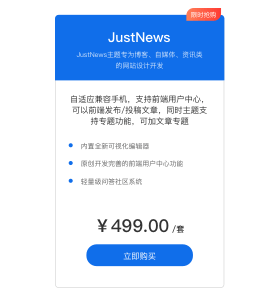 限时抢购
JustNews
JustNews主题专为博客、自媒体、资讯类
的网站设计开发
自适应兼容手机，支持前端用户中心，
可以前端发布/投稿文章，同时主题支
持专题功能，可加文章专题
内置全新可视化编辑器
原创开发完善的前端用户中心功能
轻量级问答社区系统
￥499.00 /套
立即购买